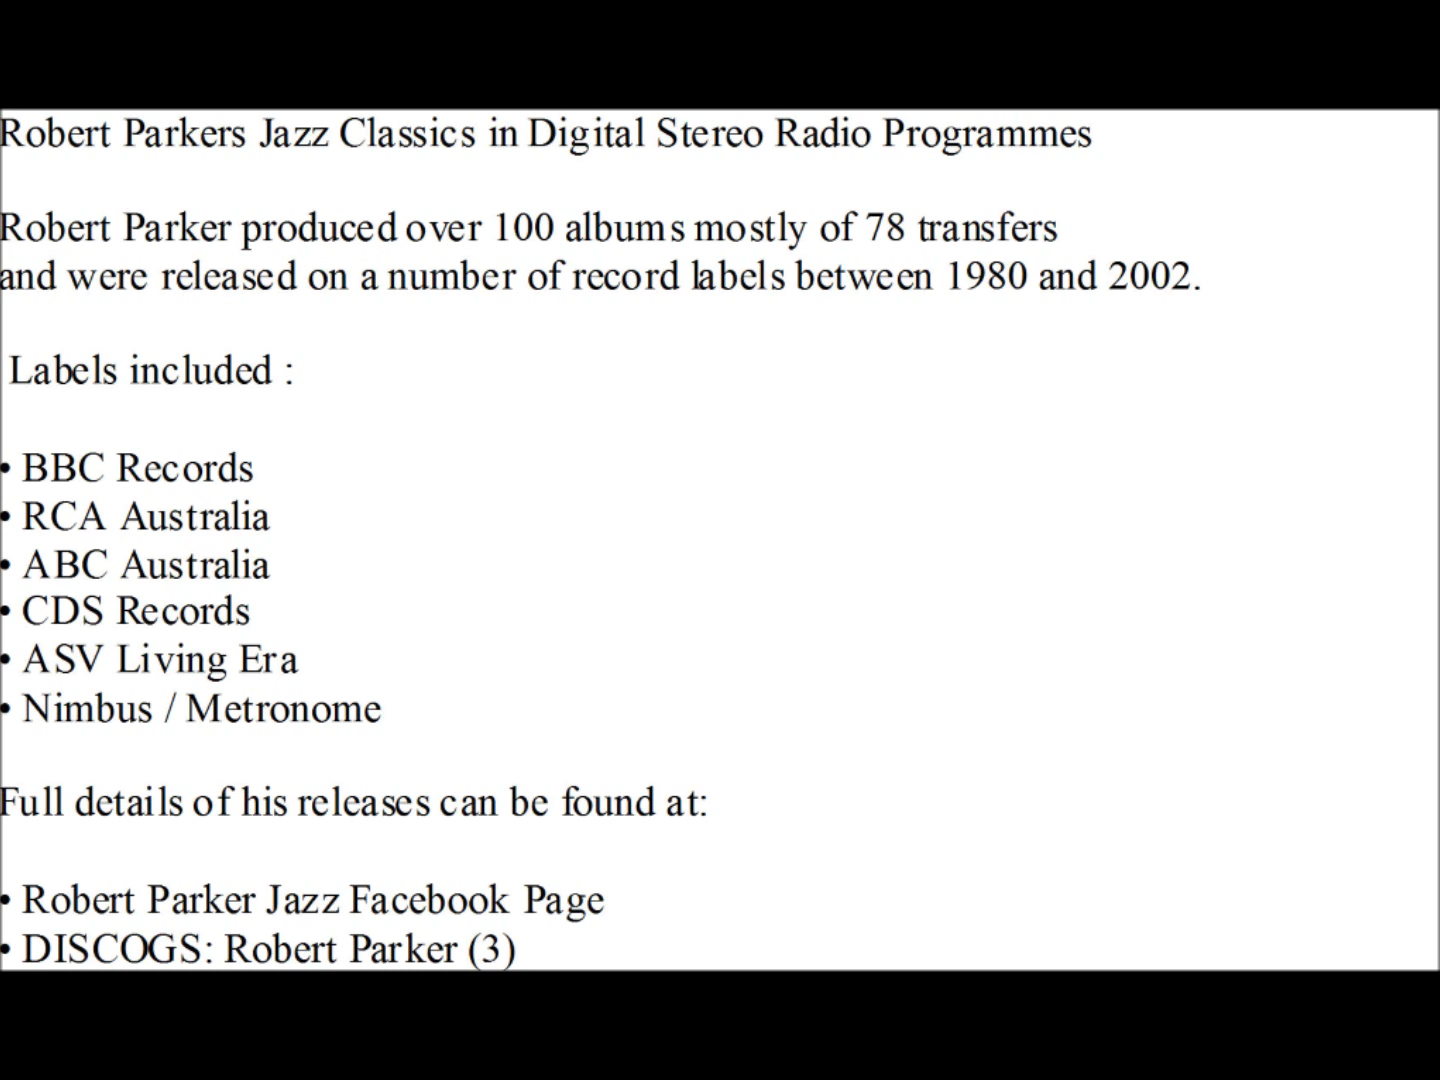 Robert Parkers Jazz Classics in Digital Stereo Radio Programmes
Robert Parker produced over 100 albums mostly of 78 transfers
and were released on a number of record labels between 1980 and 2002.
Labels included :
• BBC Records
• RCA Australia
• ABC Australia
• CDS Records
• ASV Living Era
• Nimbus / Metronome
Full details of his releases can be found at:
• Robert Parker Jazz Facebook Page
• DISCOGS: Robert Parker (3)